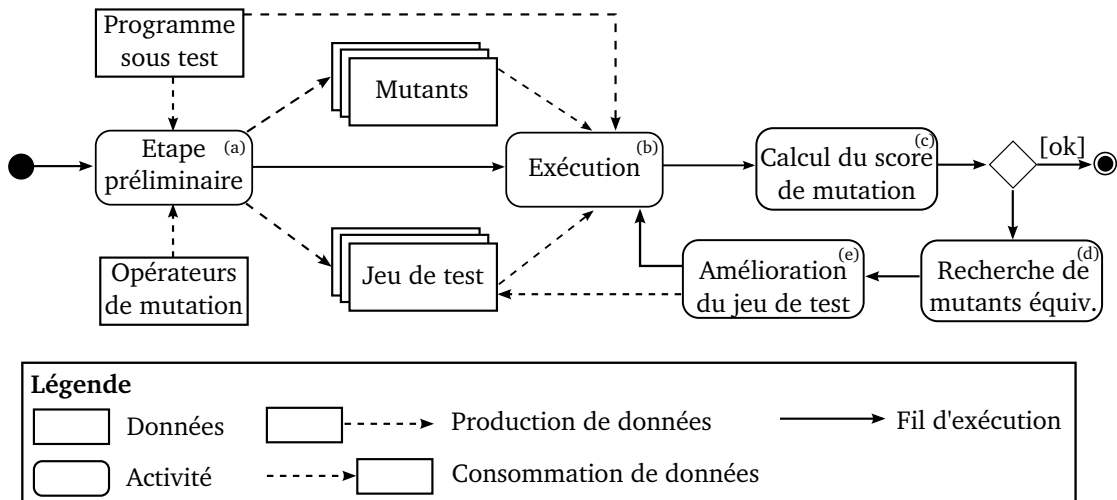 Programme
sous test
Mutants
Etape (a)
préliminaire
Exécution (b)
Calcul du score (c)
de mutation
[ok]
Opérateurs
de mutation
Jeu de test
Amélioration (e)
du jeu de test
Recherche de (d)
mutants équiv.
Légende
Données
Production de données
Fil d'exécution
Activité
Consommation de données